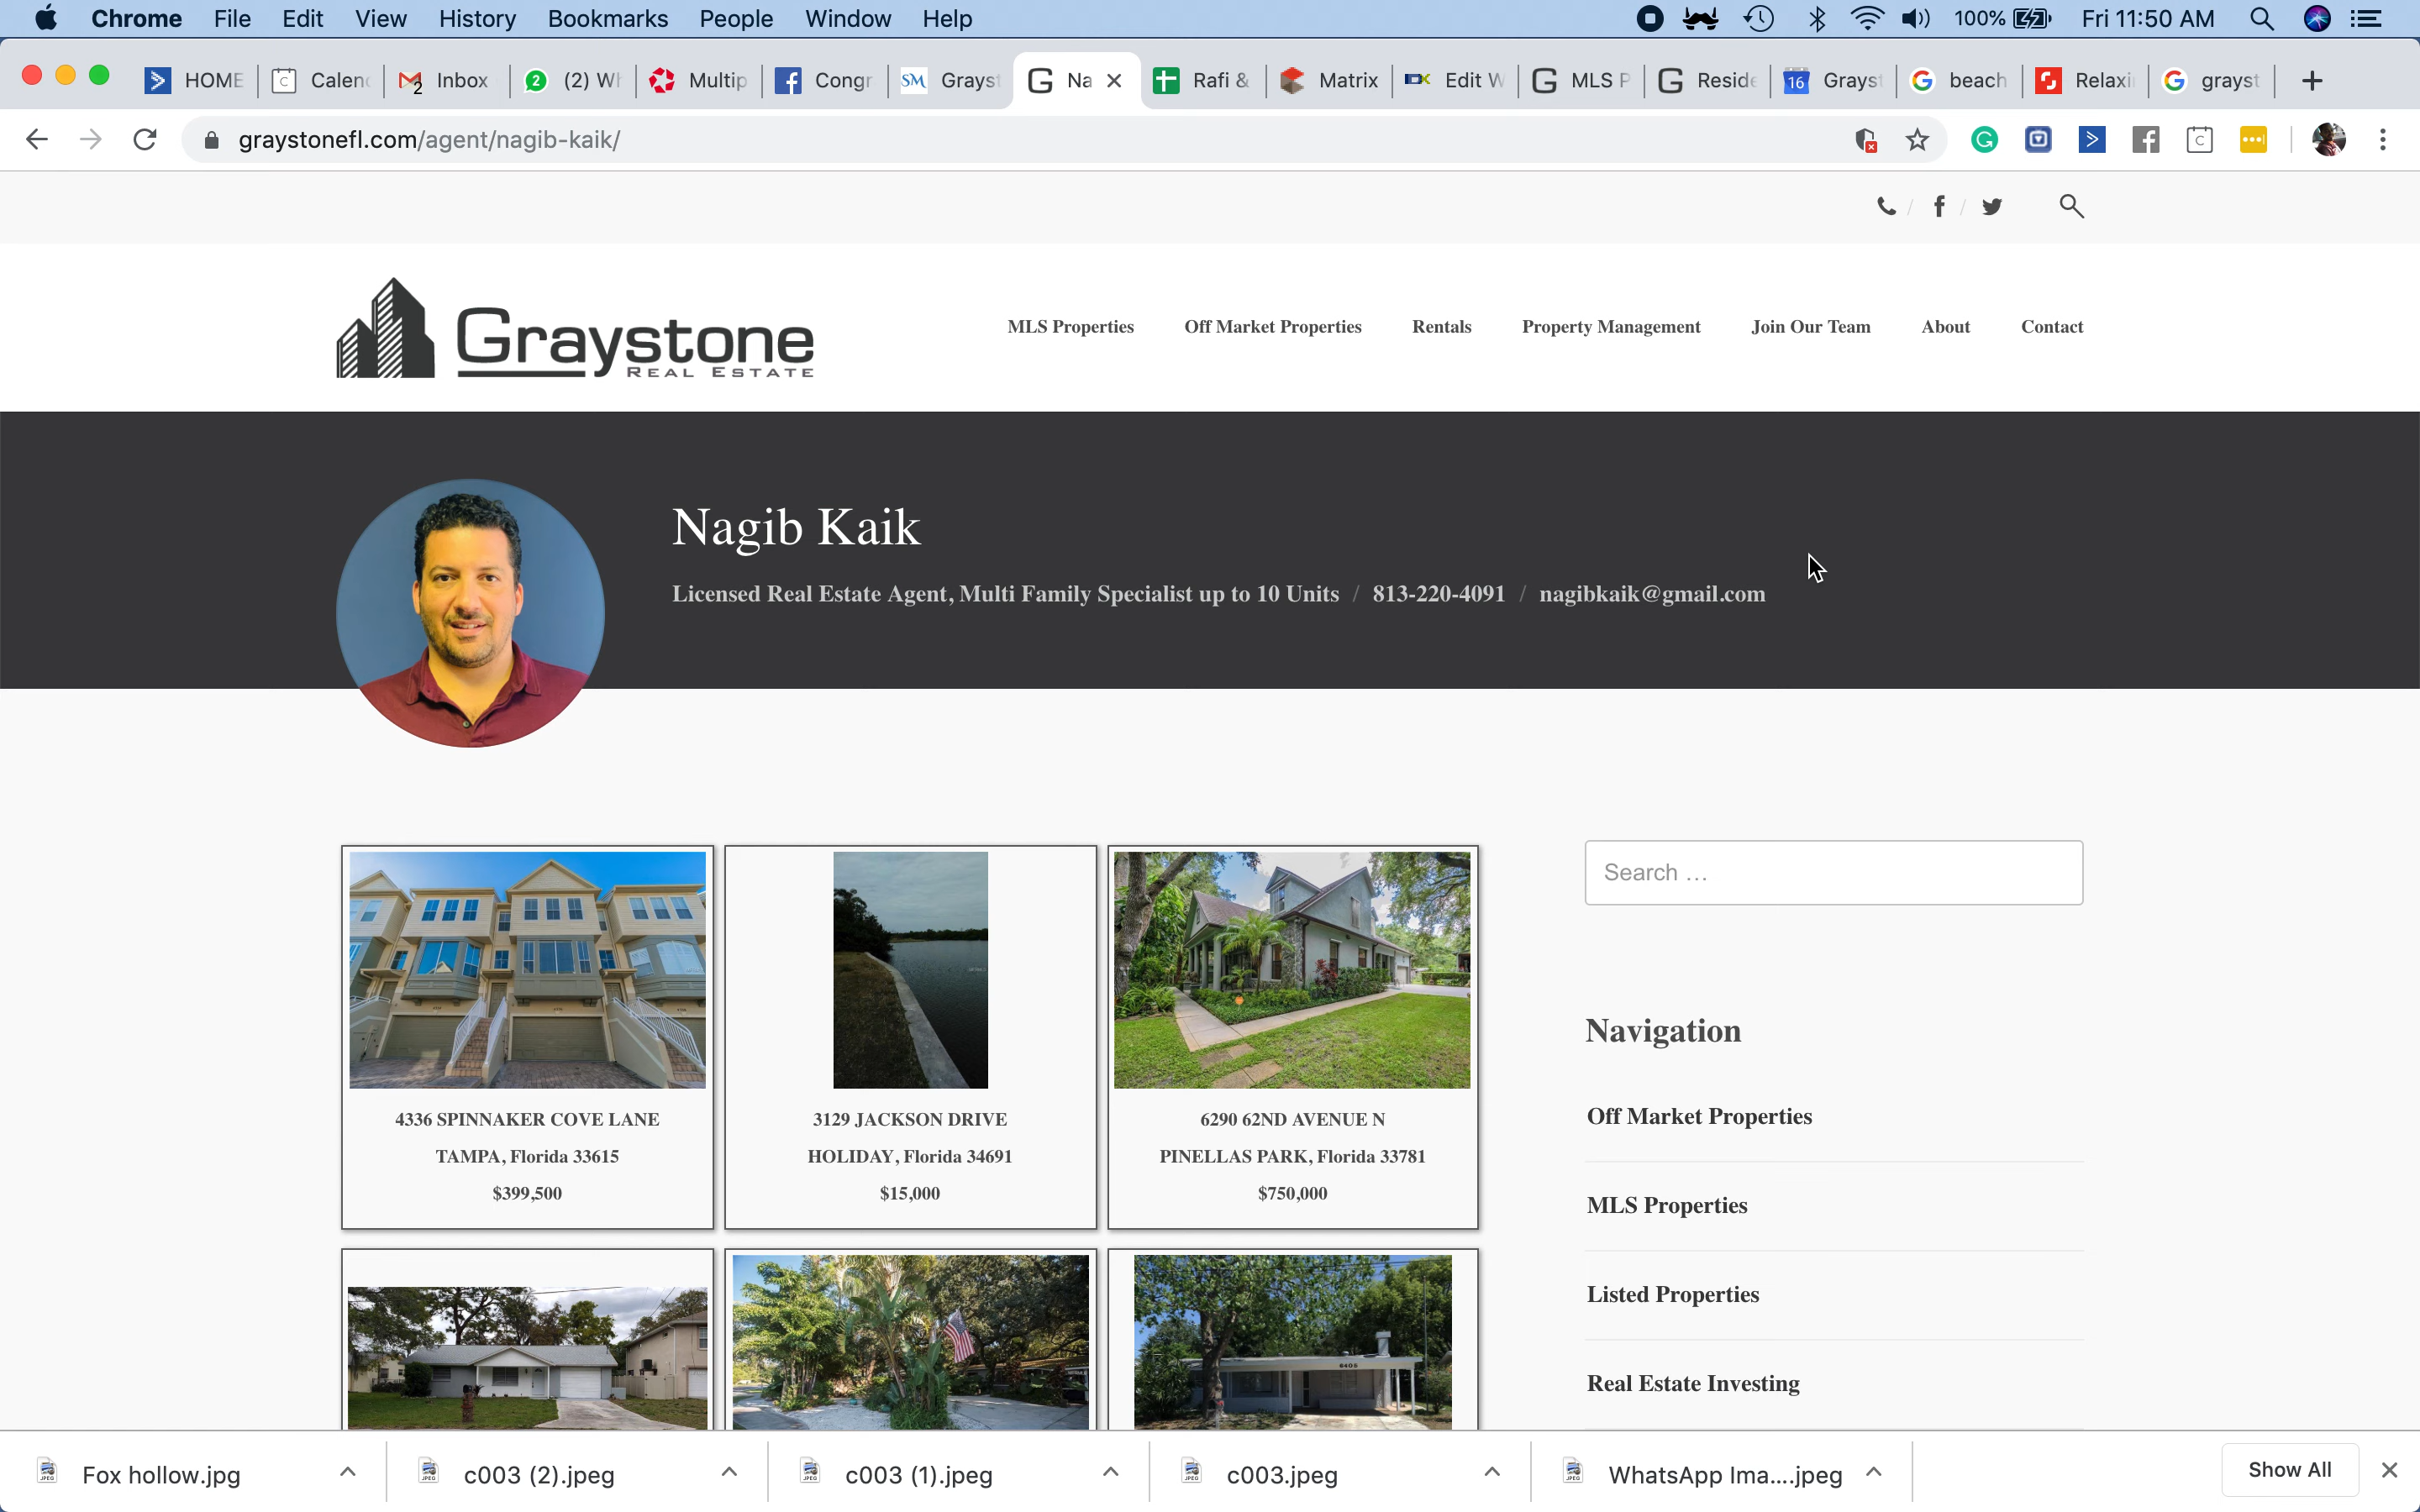 Chrome File Edit View History Bookmarks People Window Help 100% Fri 11:50 AM
HOME Calen 2 Inbox 2 (2) W Multip Congr SM Grayst G Na G Rafi & Matrix Edit W G MLS P G Reside 16 Grayst G beach Relaxi G grayst
graystonefl.com/agent/nagib-kaik/
Graystone
REAL ESTATE
MLS Properties Off Market Properties Rentals Property Management Join Our Team About Contact
Nagib Kaik
Licensed Real Estate Agent, Multi Family Specialist up to 10 Units / 813-220-4091 / nagibkaik@gmail.com
Search …
4336 SPINNAKER COVE LANE
TAMPA, Florida 33615
$399,500
3129 JACKSON DRIVE
HOLIDAY, Florida 34691
$15,000
6290 62ND AVENUE N
PINELLAS PARK, Florida 33781
$750,000
Navigation
Off Market Properties
MLS Properties
Listed Properties
Real Estate Investing
Fox hollow.jpg c003 (2).jpeg c003 (1).jpeg c003.jpeg WhatsApp Ima....jpeg Show All